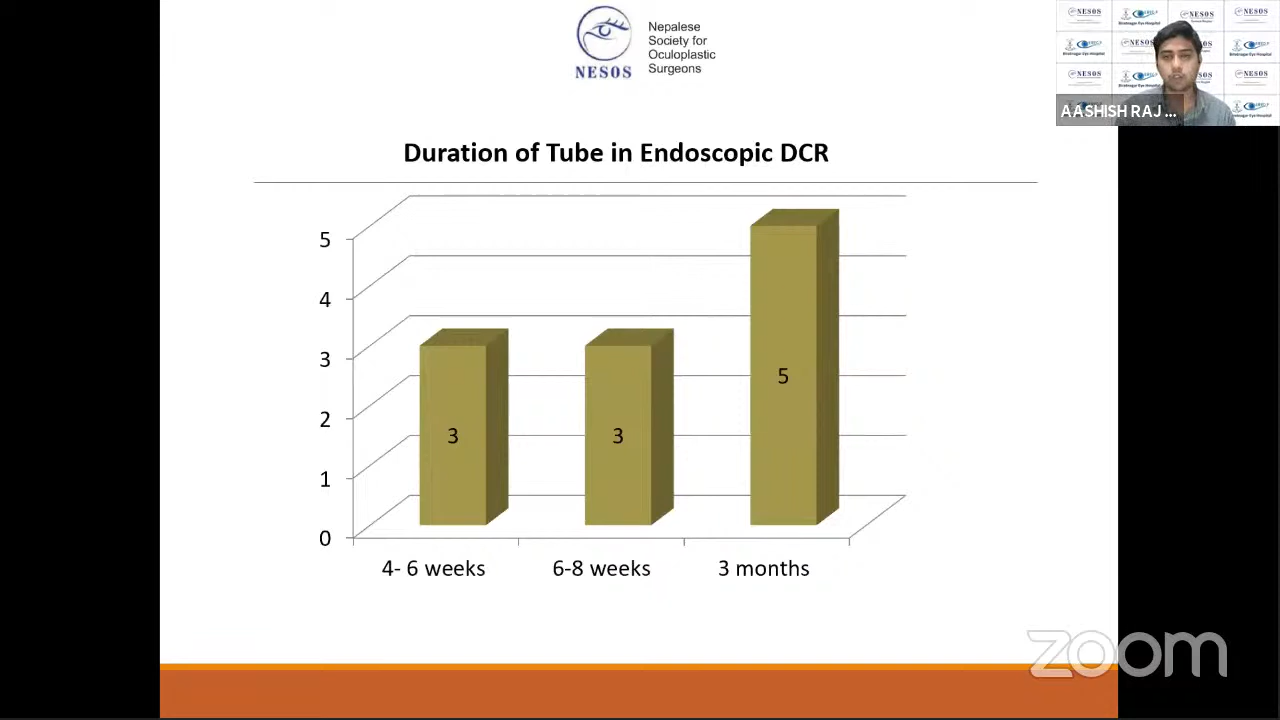 NESOS
Nepalese
Society for
Oculoplastic
Surgeons
AASHISH RAJ ...
Duration of Tube in Endoscopic DCR
5
4
3
2
1
0
3
3
5
4- 6 weeks
6-8 weeks
3 months
zoom